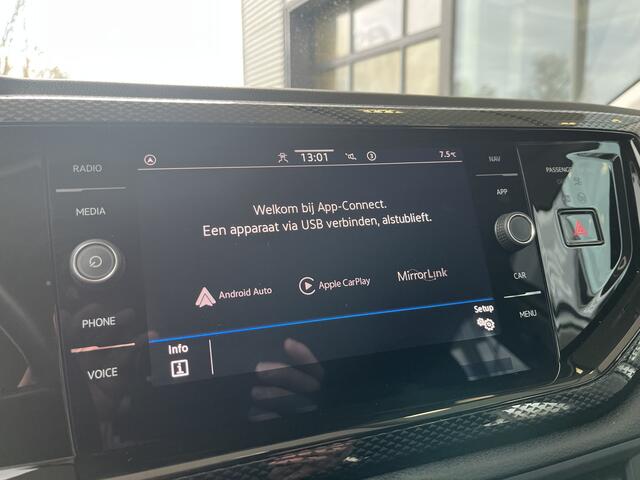 RADIO
MEDIA
PHONE
VOICE
13:01
7.5°C
Welkom bij App-Connect.
Een apparaat via USB verbinden, alstublieft.
Android Auto
Apple CarPlay
MirrorLink
Info
Setup
NAV
APP
CAR
MENU